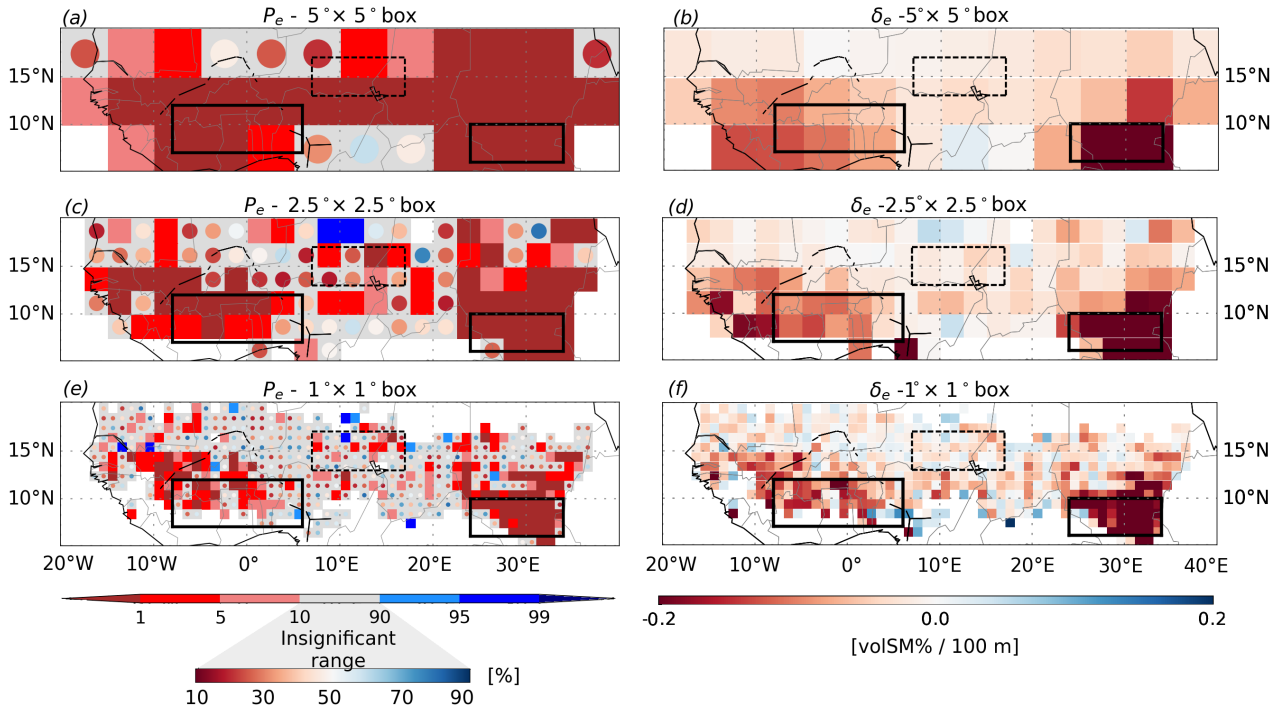 (a) Pₑ - 5°× 5°box
(b) δₑ -5°× 5°box
15°N
10°N
15°N
10°N
(c) Pₑ - 2.5°× 2.5°box
(d) δₑ -2.5°× 2.5°box
15°N
10°N
15°N
10°N
(e) Pₑ - 1°× 1°box
(f) δₑ -1°× 1°box
15°N
10°N
15°N
10°N
20°W 10°W 0° 10°E 20°E 30°E
20°W 10°W 0° 10°E 20°E 30°E 40°E
1 5 10 90 95 99
Insignificant
range
[%]
10 30 50 70 90
-0.2 0.0 0.2
[volSM% / 100 m]